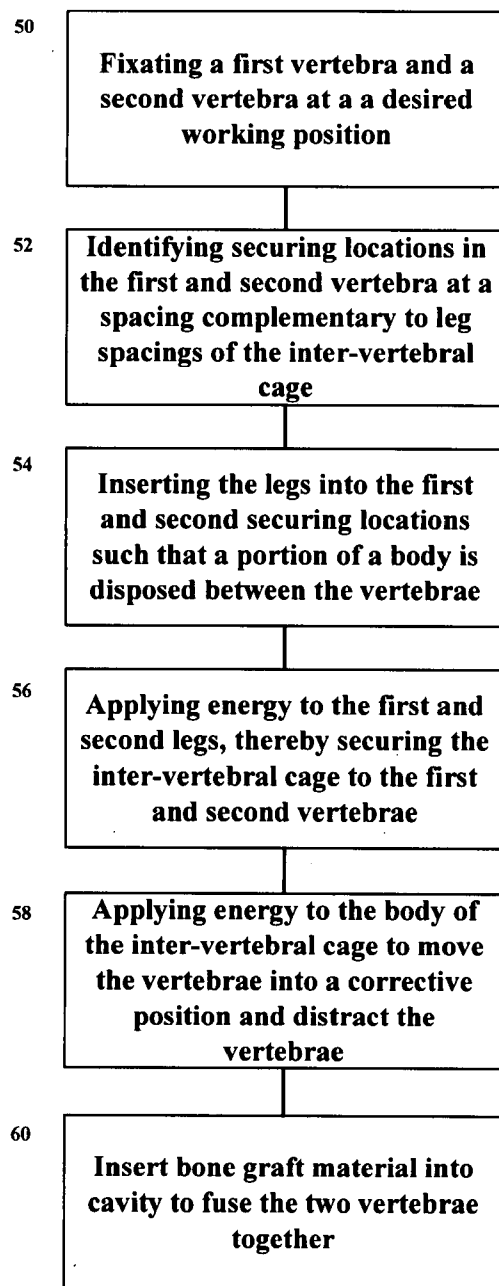 50
Fixating a first vertebra and a
second vertebra at a a desired
working position
52
Identifying securing locations in
the first and second vertebra at a
spacing complementary to leg
spacings of the inter-vertebral
cage
54
Inserting the legs into the first
and second securing locations
such that a portion of a body is
disposed between the vertebrae
56
Applying energy to the first and
second legs, thereby securing the
inter-vertebral cage to the first
and second vertebrae
58
Applying energy to the body of
the inter-vertebral cage to move
the vertebrae into a corrective
position and distract the
vertebrae
60
Insert bone graft material into
cavity to fuse the two vertebrae
together